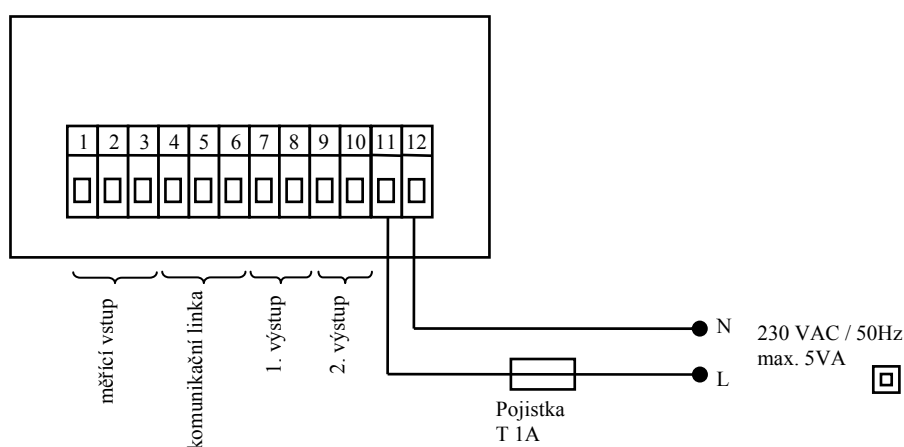 1 2 3 4 5 6 7 8 9 10 11 12
měřící vstup
komunikační linka
1. výstup
2. výstup
N
L
230 VAC / 50Hz
max. 5VA
Pojistka
T 1A